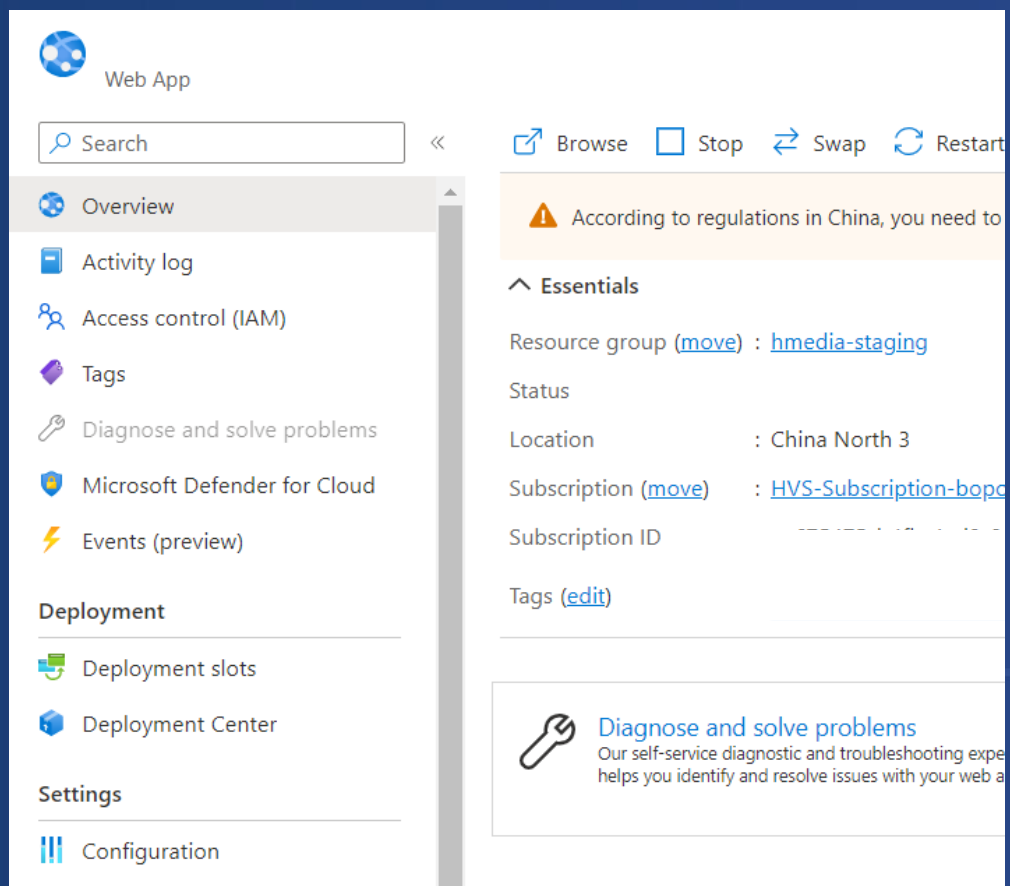 Web App
Search
Browse Stop Swap Restart
Overview
Activity log
Access control (IAM)
Tags
Diagnose and solve problems
Microsoft Defender for Cloud
Events (preview)
Deployment
Deployment slots
Deployment Center
Settings
Configuration
According to regulations in China, you need to
Essentials
Resource group (move) : hmedia-staging
Status
Location : China North 3
Subscription (move) : HVS-Subscription-bopo
Subscription ID
Tags (edit)
Diagnose and solve problems
Our self-service diagnostic and troubleshooting expe
helps you identify and resolve issues with your web a